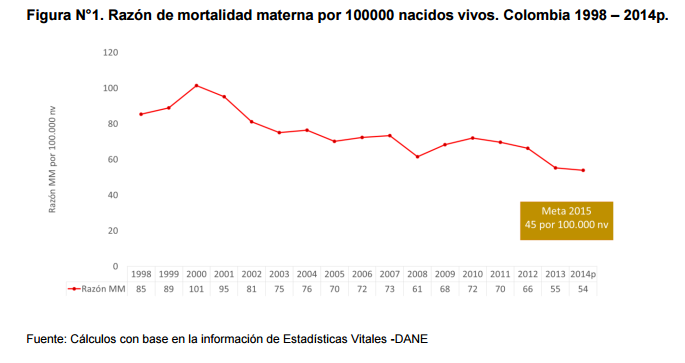 Figura N°1. Razón de mortalidad materna por 100000 nacidos vivos. Colombia 1998 – 2014p.
Razón MM por 100.000 nv
120
100
80
60
40
20
0
Meta 2015
45 por 100.000 nv
1998 1999 2000 2001 2002 2003 2004 2005 2006 2007 2008 2009 2010 2011 2012 2013 2014p
Razón MM 85 89 101 95 81 75 76 70 72 73 61 68 72 70 66 55 54
Fuente: Cálculos con base en la información de Estadísticas Vitales -DANE